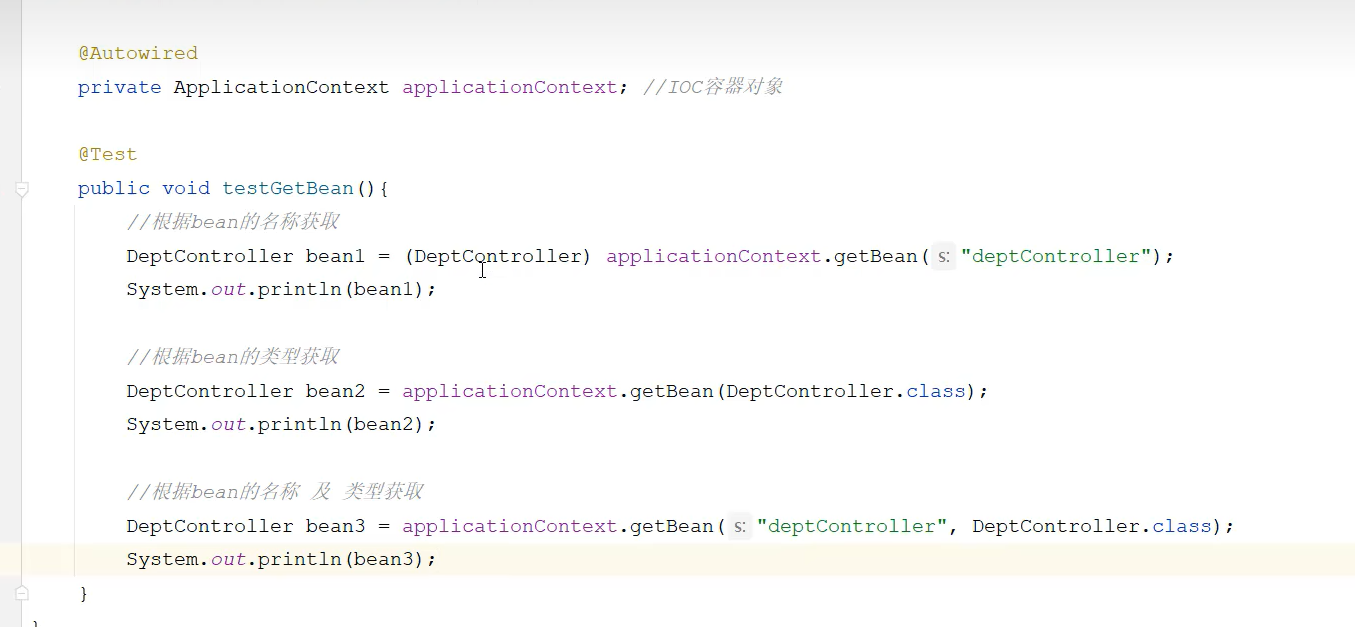 @Autowired
private ApplicationContext applicationContext; //IOC容器对象
@Test
public void testGetBean(){
//根据bean的名称获取
DeptController bean1 = (DeptController) applicationContext.getBean( s: "deptController");
System.out.println(bean1);
//根据bean的类型获取
DeptController bean2 = applicationContext.getBean(DeptController.class);
System.out.println(bean2);
//根据bean的名称 及 类型获取
DeptController bean3 = applicationContext.getBean( s: "deptController", DeptController.class);
System.out.println(bean3);
}
}